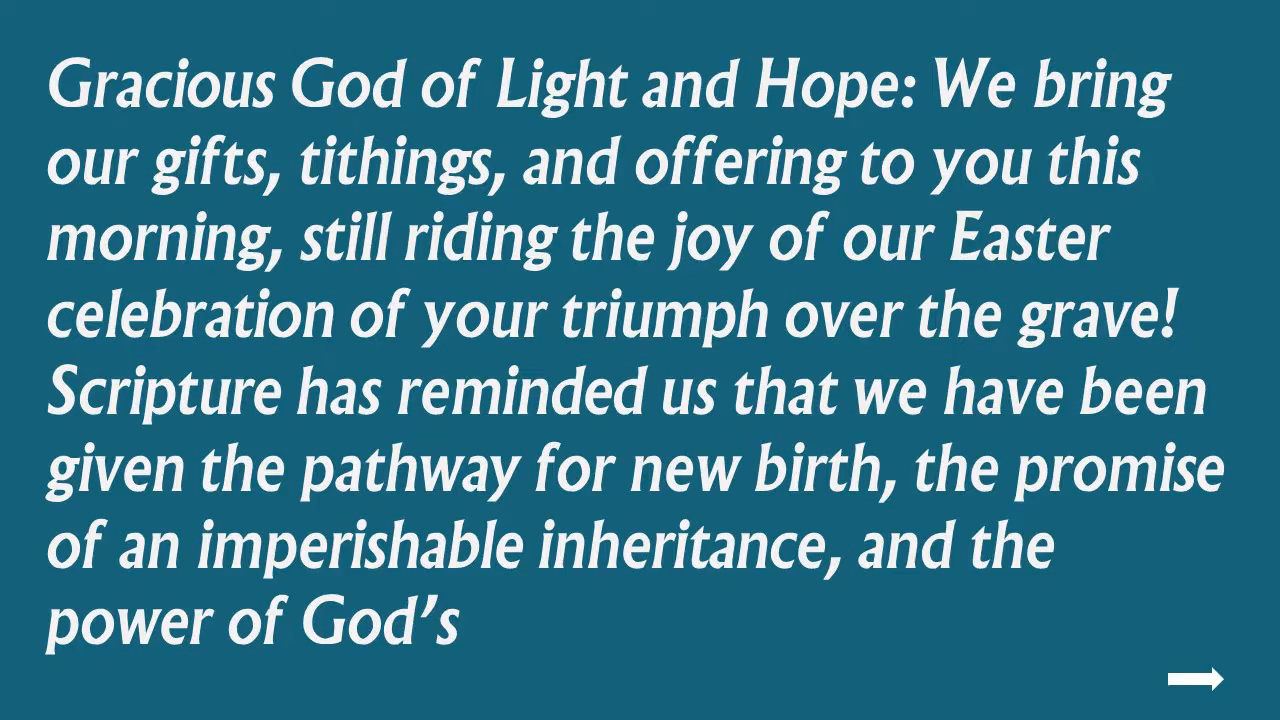 Gracious God of Light and Hope: We bring
our gifts, tithings, and offering to you this
morning, still riding the joy of our Easter
celebration of your triumph over the grave!
Scripture has reminded us that we have been
given the pathway for new birth, the promise
of an imperishable inheritance, and the
power of God’s